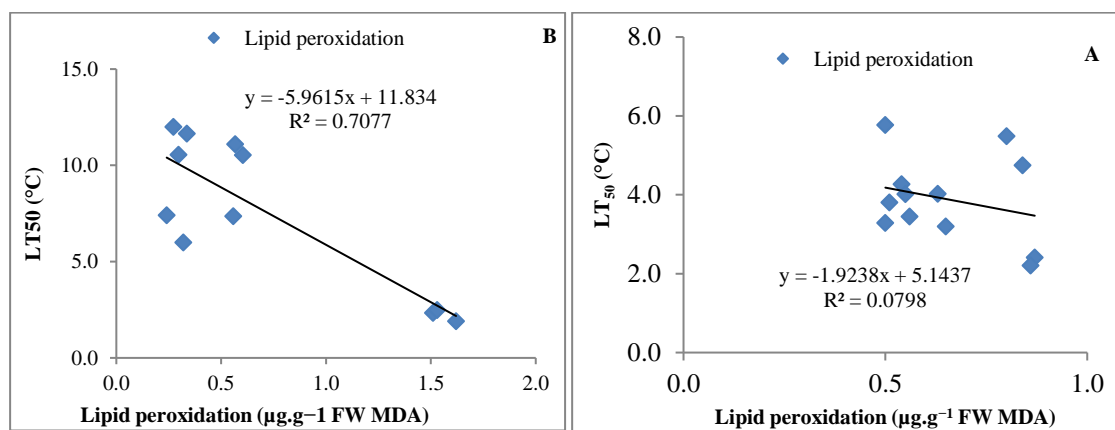 Lipid peroxidation
B
15.0
y = -5.9615x + 11.834
R² = 0.7077
10.0
5.0
0.0
LT50 (°C)
0.0 0.5 1.0 1.5 2.0
Lipid peroxidation (µg.g−1 FW MDA)
8.0
A
Lipid peroxidation
6.0
4.0
2.0
y = -1.9238x + 5.1437
R² = 0.0798
0.0
LT₅₀ (°C)
0.0 0.5 1.0
Lipid peroxidation (µg.g⁻¹ FW MDA)